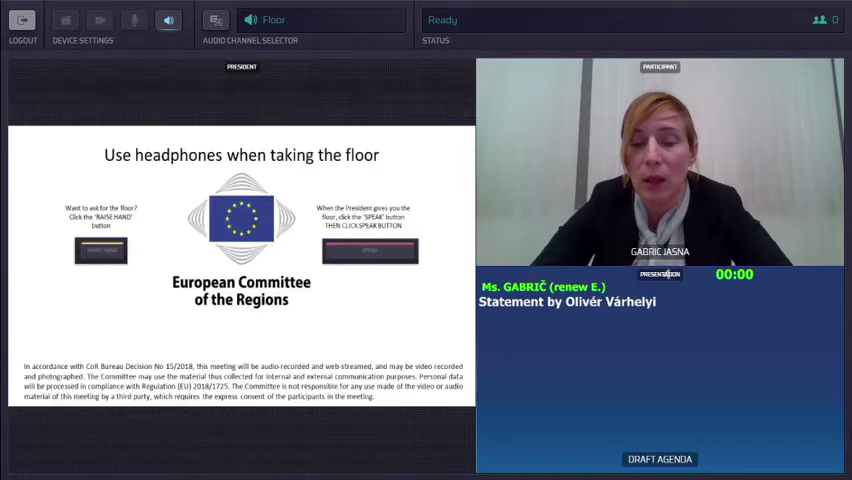 LOGOUT
DEVICE SETTINGS
Floor
AUDIO CHANNEL SELECTOR
Ready
0
STATUS
PRESIDENT
Use headphones when taking the floor
Want to ask for the floor?
Click the 'RAISE HAND'
button
RAISE HAND
When the President gives you the
floor, click the 'SPEAK' button
THEN CLICK SPEAK BUTTON
SPEAK
European Committee
of the Regions
In accordance with CoR Bureau Decision No 15/2018, this meeting will be audio-recorded and web-streamed, and may be video recorded
and photographed. The Committee may use the material thus collected for internal and external communication purposes. Personal data
will be processed in compliance with Regulation (EU) 2018/1725. The Committee is not responsible for any use made of the video or audio
material of this meeting by a third party, which requires the express consent of the participants in the meeting.
PARTICIPANT
GABRIC JASNA
PRESENTATION
00:00
Ms. GABRIČ (renew E.)
Statement by Olivér Várhelyi
DRAFT AGENDA